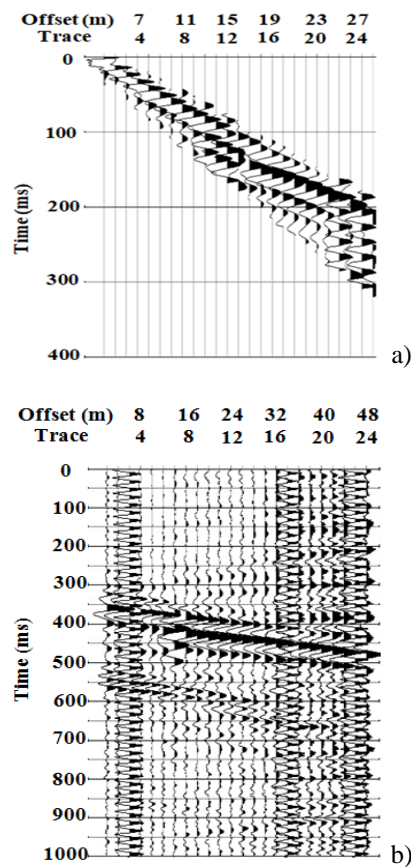 Offset (m) 7 11 15 19 23 27
Trace 4 8 12 16 20 24
0
100
200
300
400
Time (ms)
a)
Offset (m) 8 16 24 32 40 48
Trace 4 8 12 16 20 24
0
100
200
300
400
500
600
700
800
900
1000
Time (ms)
b)